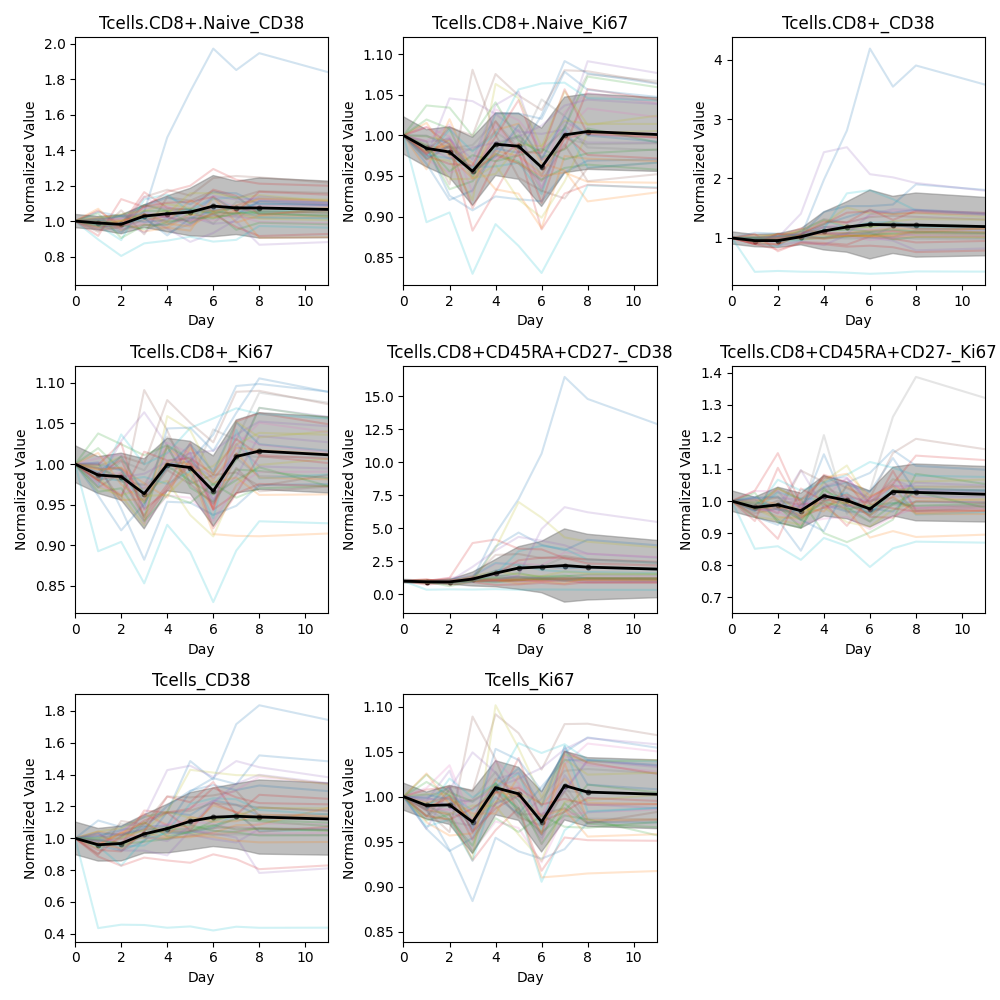 Tcells.CD8+.Naive_CD38 Tcells.CD8+.Naive_Ki67 Tcells.CD8+_CD38
Normalized Value
2.0
1.8
1.6
1.4
1.2
1.0
0.8
0 2 4 6 8 10
Day
Normalized Value
1.10
1.05
1.00
0.95
0.90
0.85
0 2 4 6 8 10
Day
Normalized Value
4
3
2
1
0 2 4 6 8 10
Day
Tcells.CD8+_Ki67 Tcells.CD8+CD45RA+CD27-_CD38 Tcells.CD8+CD45RA+CD27-_Ki67
Normalized Value
1.10
1.05
1.00
0.95
0.90
0.85
0 2 4 6 8 10
Day
Normalized Value
15.0
12.5
10.0
7.5
5.0
2.5
0.0
0 2 4 6 8 10
Day
Normalized Value
1.4
1.3
1.2
1.1
1.0
0.9
0.8
0.7
0 2 4 6 8 10
Day
Tcells_CD38 Tcells_Ki67
Normalized Value
1.8
1.6
1.4
1.2
1.0
0.8
0.6
0.4
0 2 4 6 8 10
Day
Normalized Value
1.10
1.05
1.00
0.95
0.90
0.85
0 2 4 6 8 10
Day